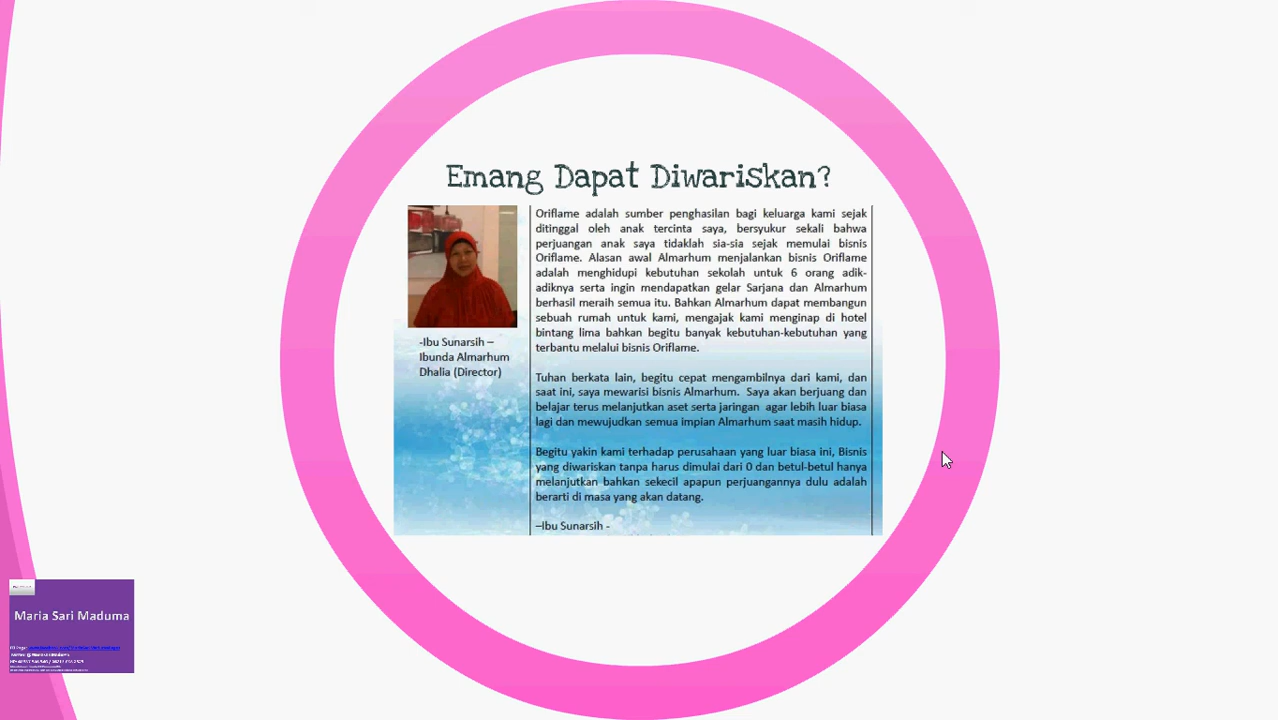 Emang Dapat Diwariskan?
Oriflame adalah sumber penghasilan bagi keluarga kami sejak
ditinggal oleh anak tercinta saya, bersyukur sekali bahwa
perjuangan anak saya tidaklah sia-sia sejak memulai bisnis
Oriflame. Alasan awal Almarhum menjalankan bisnis Oriflame
adalah menghidupi kebutuhan sekolah untuk 6 orang adik-
adiknya serta ingin mendapatkan gelar Sarjana dan Almarhum
berhasil meraih semua itu. Bahkan Almarhum dapat membangun
sebuah rumah untuk kami, mengajak kami menginap di hotel
bintang lima bahkan begitu banyak kebutuhan-kebutuhan yang
terbantu melalui bisnis Oriflame.
Tuhan berkata lain, begitu cepat mengambilnya dari kami, dan
saat ini, saya mewarisi bisnis Almarhum. Saya akan berjuang dan
belajar terus melanjutkan aset serta jaringan agar lebih luar biasa
lagi dan mewujudkan semua impian Almarhum saat masih hidup.
Begitu yakin kami terhadap perusahaan yang luar biasa ini, Bisnis
yang diwariskan tanpa harus dimulai dari 0 dan betul-betul hanya
melanjutkan bahkan sekecil apapun perjuangannya dulu adalah
berarti di masa yang akan datang.
–Ibu Sunarsih -
-Ibu Sunarsih –
Ibunda Almarhum
Dhalia (Director)
Maria Sari Maduma